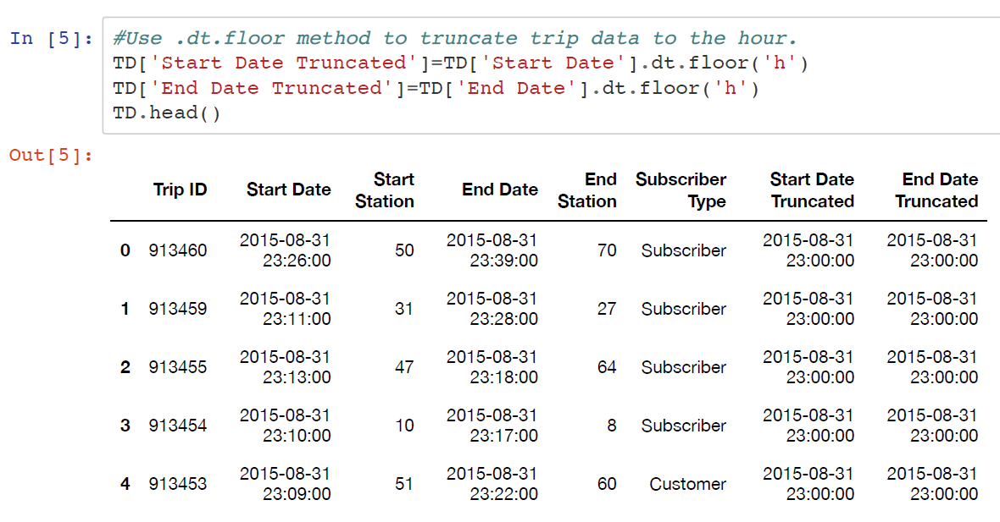 In [5]: #Use .dt.floor method to truncate trip data to the hour.
TD['Start Date Truncated']=TD['Start Date'].dt.floor('h')
TD['End Date Truncated']=TD['End Date'].dt.floor('h')
TD.head()
Out[5]:
Trip ID Start Date Start Station End Date End Station Subscriber Type Start Date Truncated End Date Truncated
0 913460 2015-08-31 23:26:00 50 2015-08-31 23:39:00 70 Subscriber 2015-08-31 23:00:00 2015-08-31 23:00:00
1 913459 2015-08-31 23:11:00 31 2015-08-31 23:28:00 27 Subscriber 2015-08-31 23:00:00 2015-08-31 23:00:00
2 913455 2015-08-31 23:13:00 47 2015-08-31 23:18:00 64 Subscriber 2015-08-31 23:00:00 2015-08-31 23:00:00
3 913454 2015-08-31 23:10:00 10 2015-08-31 23:17:00 8 Subscriber 2015-08-31 23:00:00 2015-08-31 23:00:00
4 913453 2015-08-31 23:09:00 51 2015-08-31 23:22:00 60 Customer 2015-08-31 23:00:00 2015-08-31 23:00:00